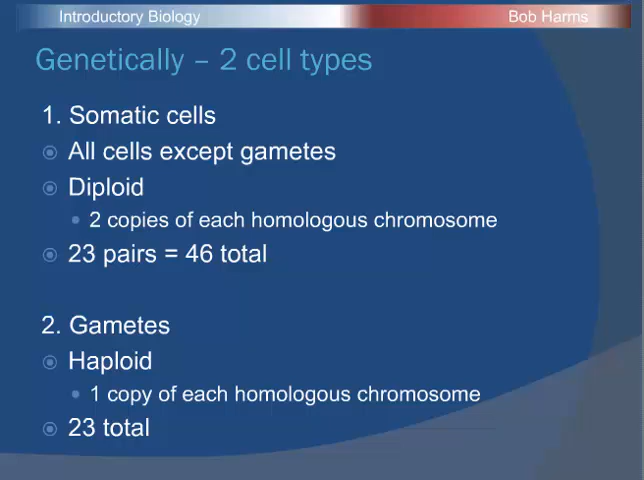 Introductory Biology
Bob Harms
Genetically – 2 cell types
1. Somatic cells
All cells except gametes
Diploid
2 copies of each homologous chromosome
23 pairs = 46 total
2. Gametes
Haploid
1 copy of each homologous chromosome
23 total